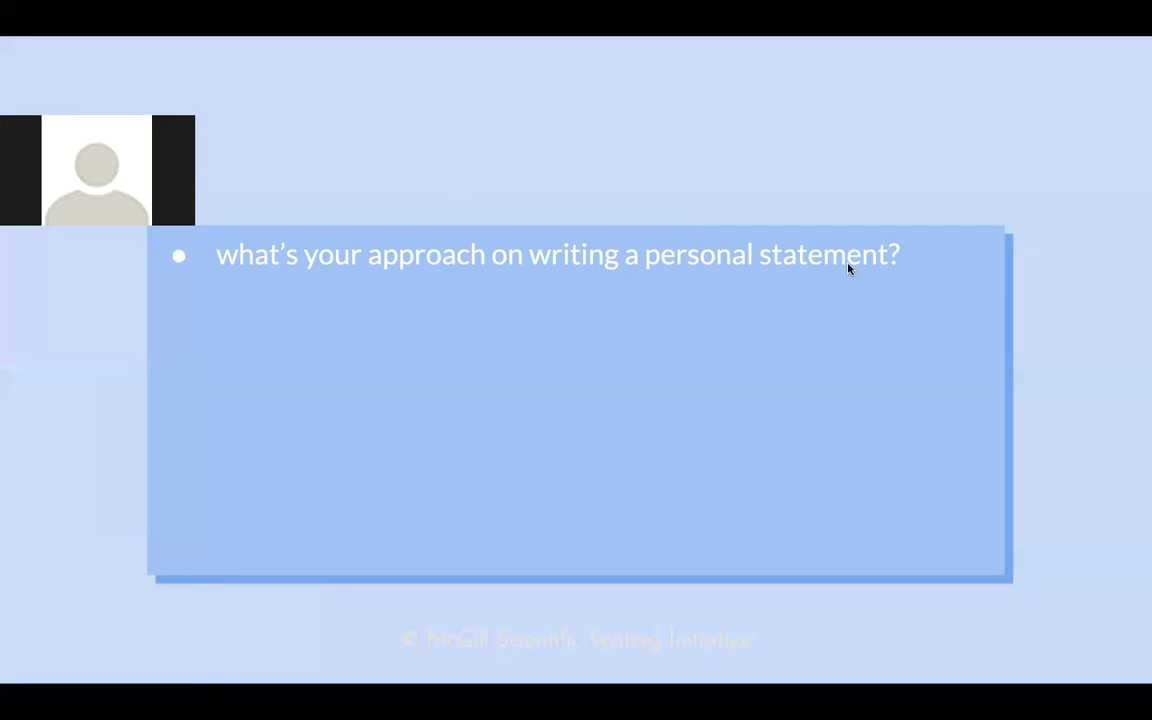 ● what’s your approach on writing a personal statement?
© McGill Scientific Writing Initiative